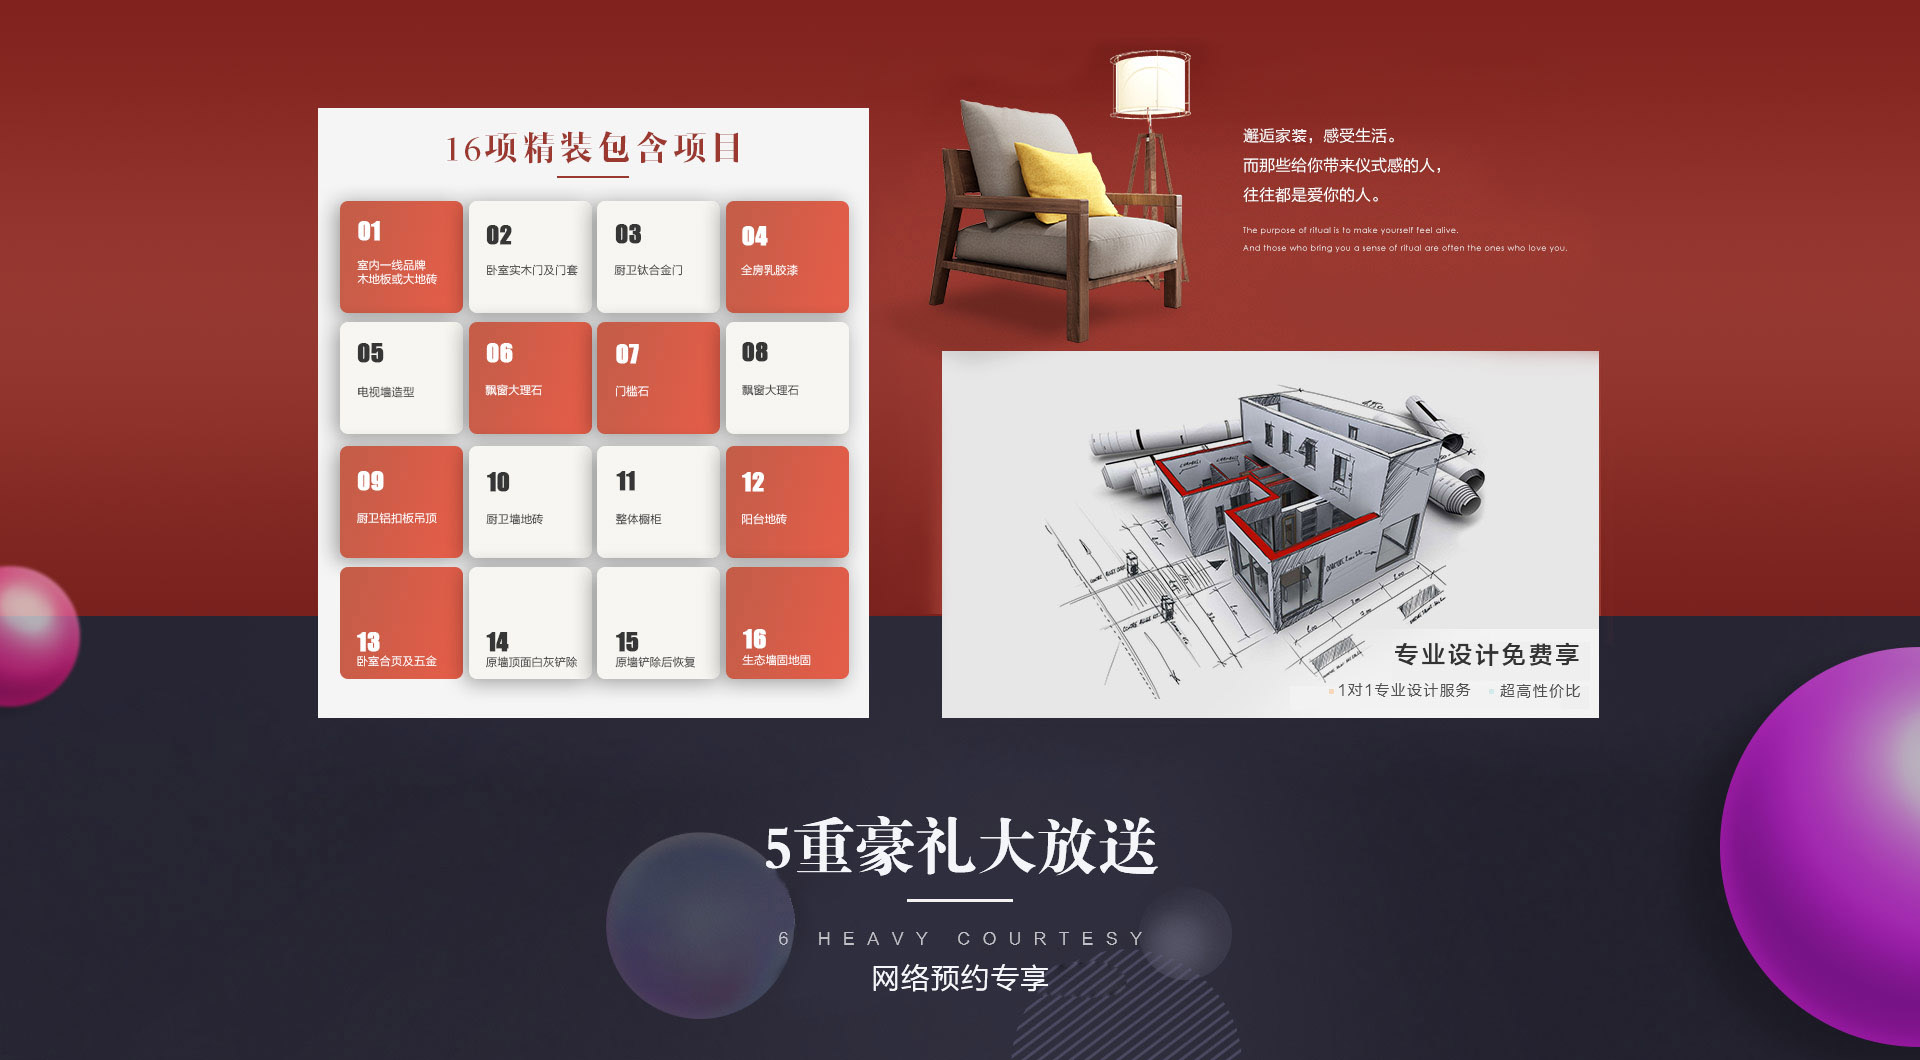 16项精装包含项目
01
室内一线品牌
木地板或大地砖
02
卧室实木门及门套
03
厨卫钛合金门
04
全房乳胶漆
05
电视墙造型
06
飘窗大理石
07
门槛石
08
飘窗大理石
09
厨卫铝扣板吊顶
10
厨卫墙地砖
11
整体橱柜
12
阳台地砖
13
卧室合页及五金
14
原墙顶面白灰铲除
15
原墙铲除后恢复
16
生态墙固地固
邂逅家装，感受生活。
而那些给你带来仪式感的人，
往往都是爱你的人。
The purpose of ritual is to make yourself feel alive.
And those who bring you a sense of ritual are often the ones who love you.
专业设计免费享
1对1专业设计服务 超高性价比
5重豪礼大放送
6 HEAVY COURTESY
网络预约专享